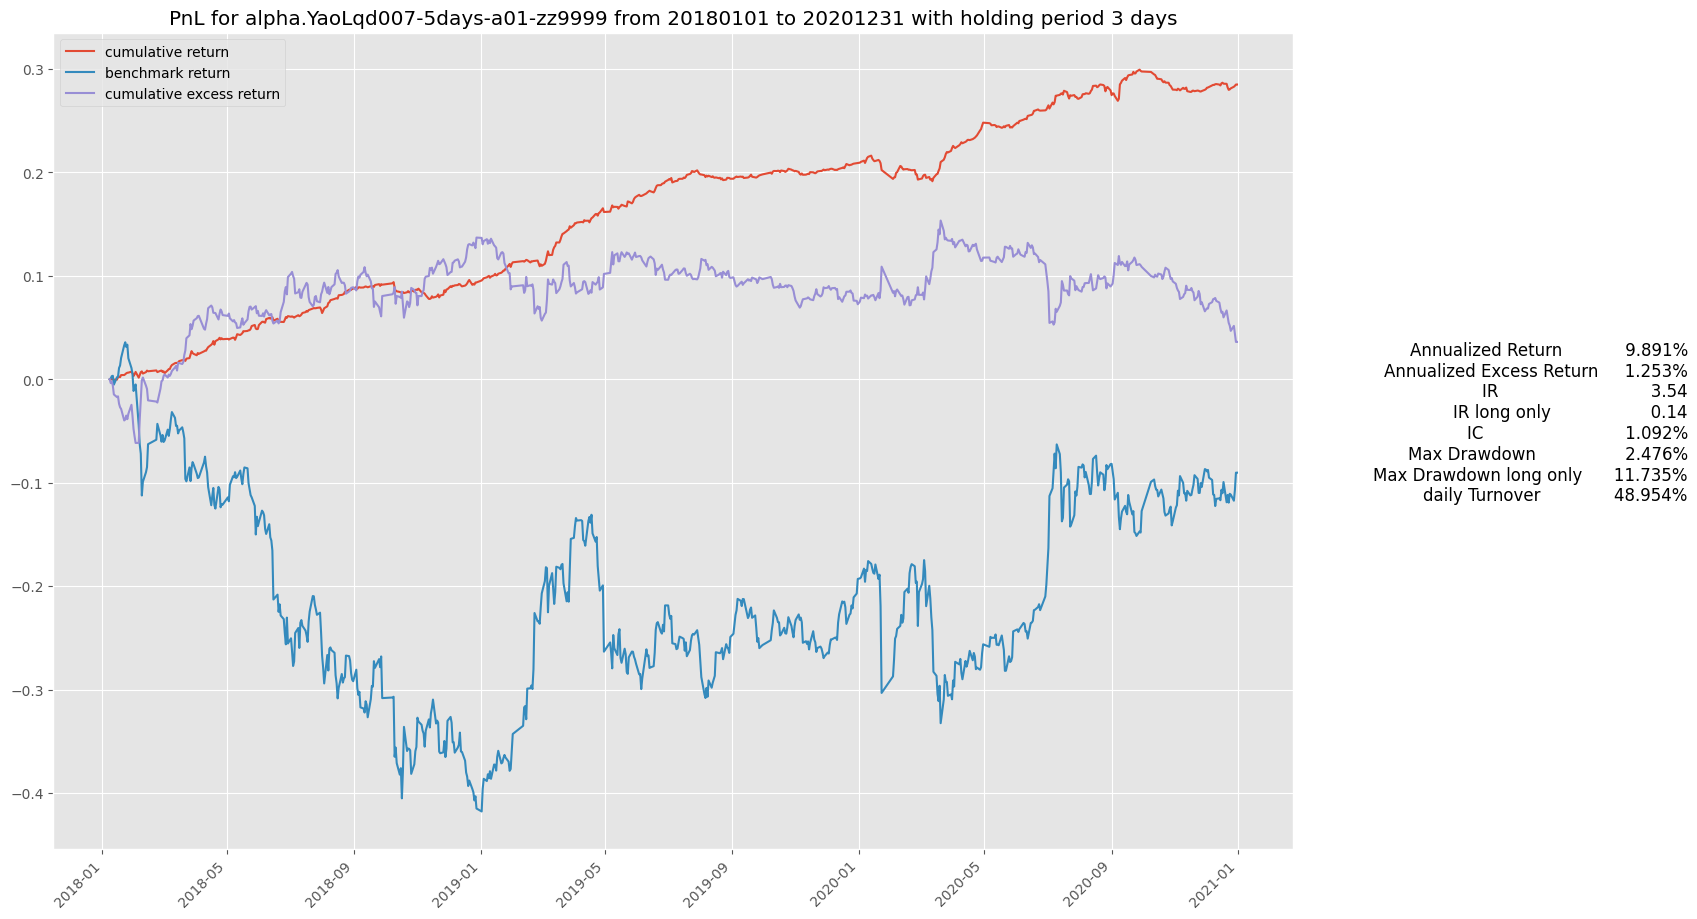 PnL for alpha.YaoLqd007-5days-a01-zz9999 from 20180101 to 20201231 with holding period 3 days
cumulative return
benchmark return
cumulative excess return
0.3
0.2
0.1
0.0
−0.1
−0.2
−0.3
−0.4
2018-01
2018-05
2018-09
2019-01
2019-05
2019-09
2020-01
2020-05
2020-09
2021-01
Annualized Return 9.891%
Annualized Excess Return 1.253%
IR 3.54
IR long only 0.14
IC 1.092%
Max Drawdown 2.476%
Max Drawdown long only 11.735%
daily Turnover 48.954%